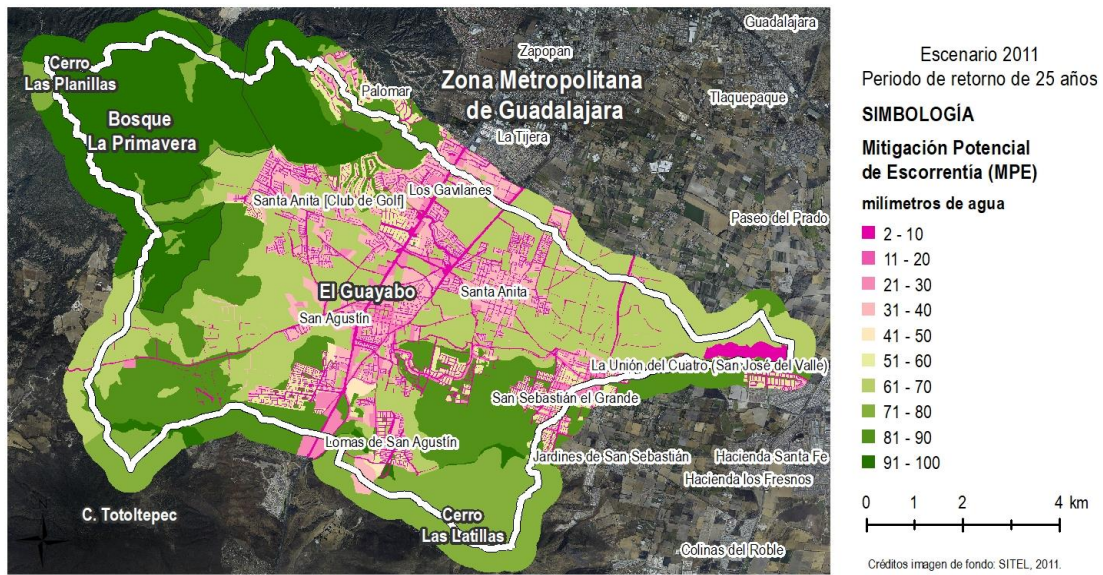 Guadalajara
Zapopan
Cerro
Las Planillas
Zona Metropolitana
de Guadalajara
Palomar
Tlaquepaque
Bosque
La Primavera
La Tijera
Los Gavilanes
Santa Anita [Club de Golf]
Paseo del Prado
El Guayabo
Santa Anita
San Agustín
La Unión del Cuatro (San José del Valle)
San Sebastián el Grande
Lomas de San Agustín
Jardines de San Sebastián
Hacienda Santa Fe
Hacienda los Fresnos
C. Totoltepec
Cerro
Las Latillas
Colinas del Roble
Escenario 2011
Periodo de retorno de 25 años
SIMBOLOGÍA
Mitigación Potencial
de Escorrentía (MPE)
milímetros de agua
2 - 10
11 - 20
21 - 30
31 - 40
41 - 50
51 - 60
61 - 70
71 - 80
81 - 90
91 - 100
0 1 2 4 km
Créditos imagen de fondo: SITEL, 2011.